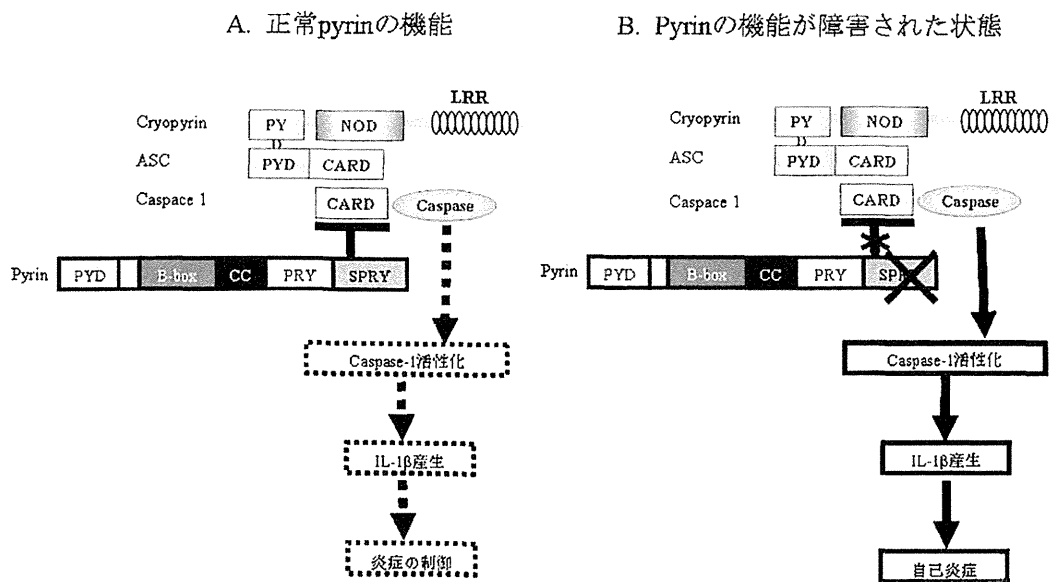 A. 正常pyrinの機能
LRR
Cryopyrin PY NOD
D
ASC PYD CARD
Caspace 1 CARD Caspase
Pyrin PYD B-box CC PRY SPRY
Caspase-1活性化
IL-1β産生
炎症の制御
B. Pyrinの機能が障害された状態
LRR
Cryopyrin PY NOD
D
ASC PYD CARD
Caspace 1 CARD Caspase
Pyrin PYD B-box CC PRY
Caspase-1活性化
IL-1β産生
自己炎症